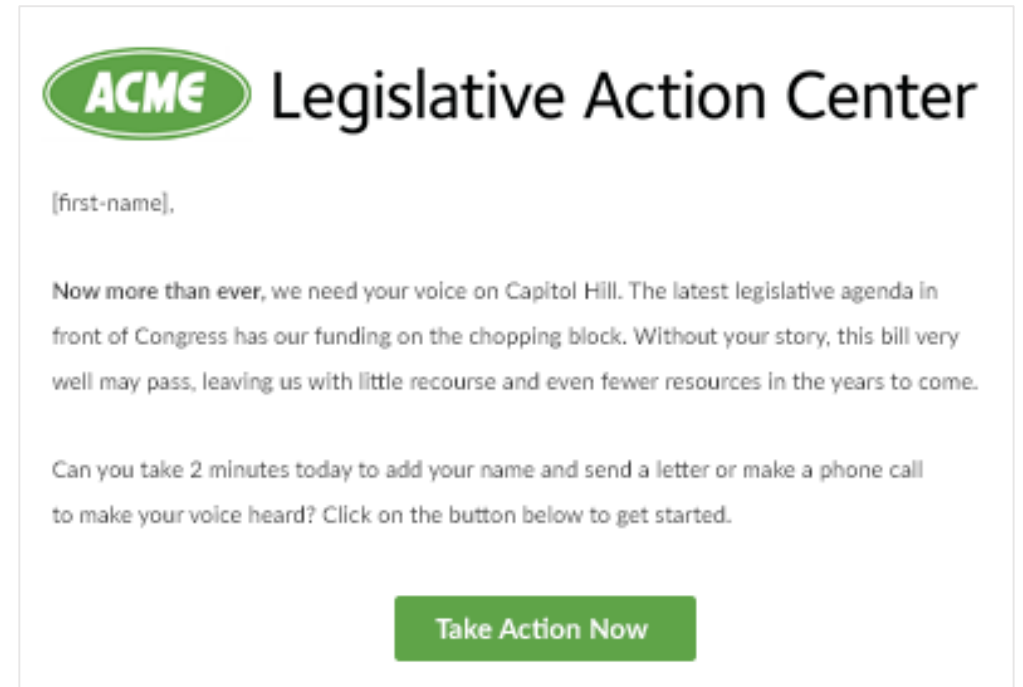 ACME Legislative Action Center
[first-name],
Now more than ever, we need your voice on Capitol Hill. The latest legislative agenda in
front of Congress has our funding on the chopping block. Without your story, this bill very
well may pass, leaving us with little recourse and even fewer resources in the years to come.
Can you take 2 minutes today to add your name and send a letter or make a phone call
to make your voice heard? Click on the button below to get started.
Take Action Now